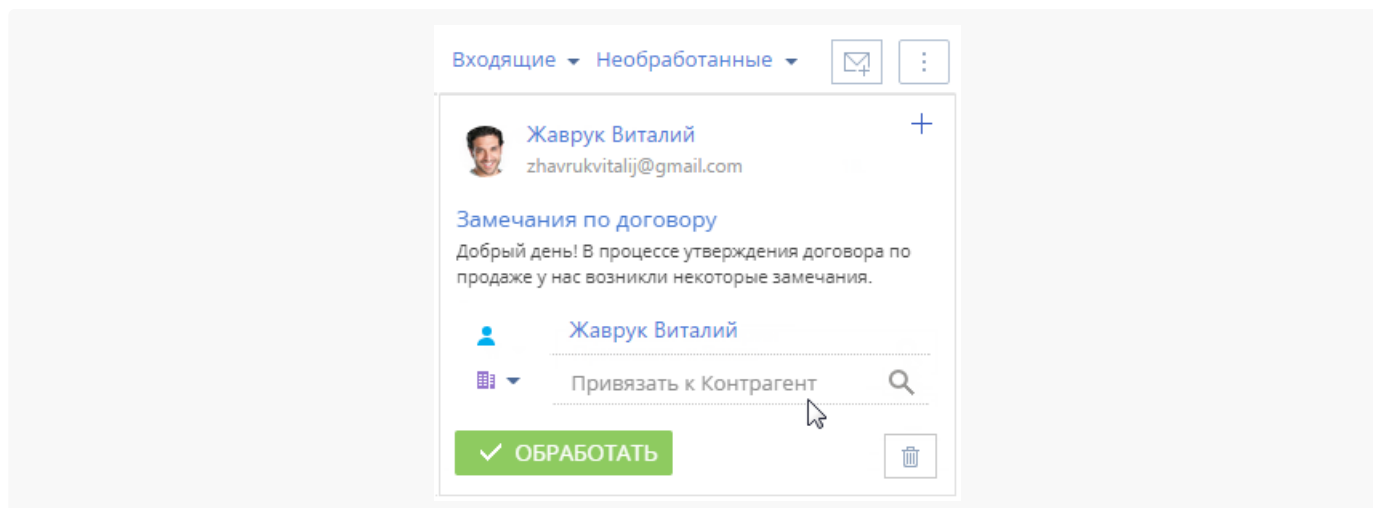 Входящие Необработанные
Жаврук Виталий
zhavrukvitalij@gmail.com
Замечания по договору
Добрый день! В процессе утверждения договора по
продаже у нас возникли некоторые замечания.
Жаврук Виталий
Привязать к Контрагент
ОБРАБОТАТЬ